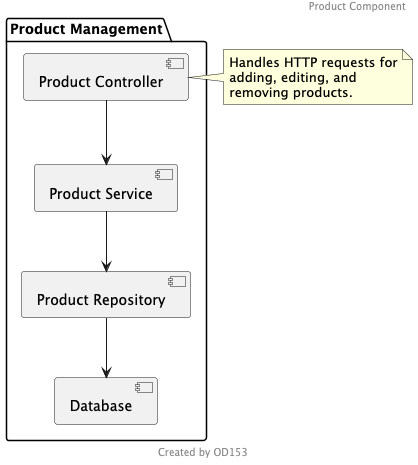 Product Component
Product Management
Product Controller
Handles HTTP requests for
adding, editing, and
removing products.
Product Service
Product Repository
Database
Created by OD153